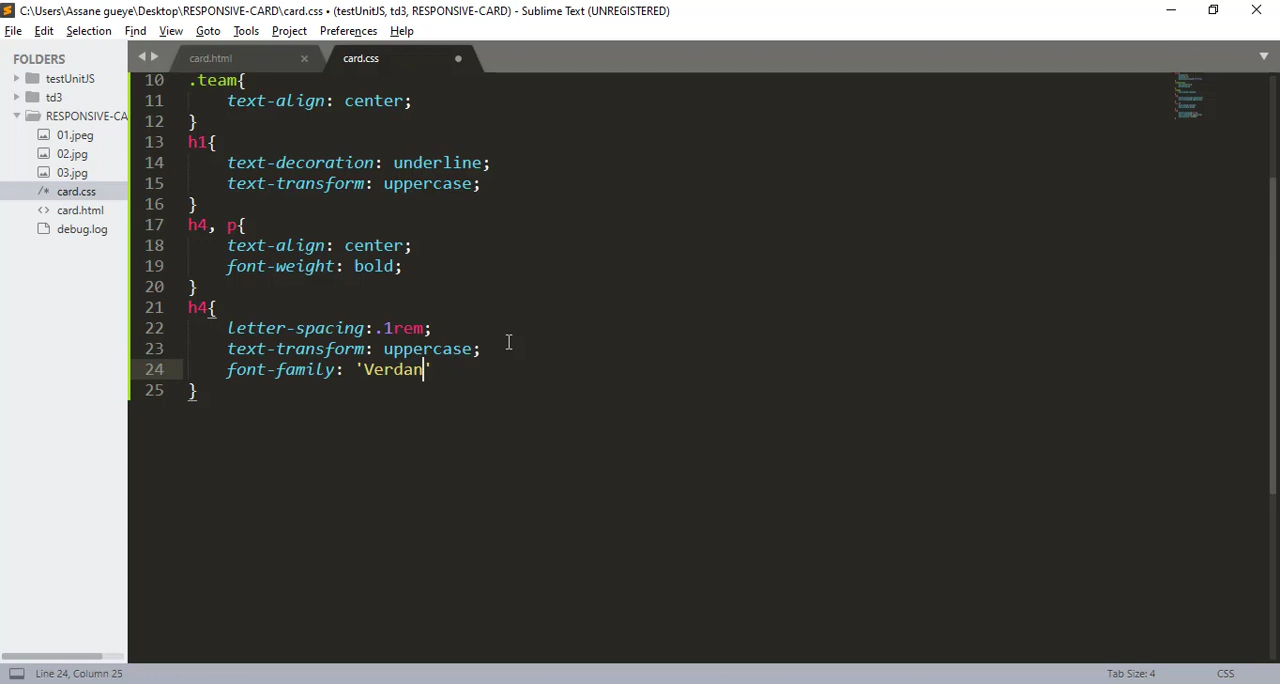 C:\Users\Assane gueye\Desktop\RESPONSIVE-CARD\card.css • (testUnitJS, td3, RESPONSIVE-CARD) - Sublime Text (UNREGISTERED)
File Edit Selection Find View Goto Tools Project Preferences Help
FOLDERS
testUnitJS
td3
RESPONSIVE-CA
01.jpeg
02.jpg
03.jpg
/* card.css
<> card.html
debug.log
card.html × card.css
10 .team{
11 text-align: center;
12 }
13 h1{
14 text-decoration: underline;
15 text-transform: uppercase;
16 }
17 h4, p{
18 text-align: center;
19 font-weight: bold;
20 }
21 h4{
22 letter-spacing:.1rem;
23 text-transform: uppercase;
24 font-family: 'Verdan'
25 }
Line 24, Column 25 Tab Size: 4 CSS